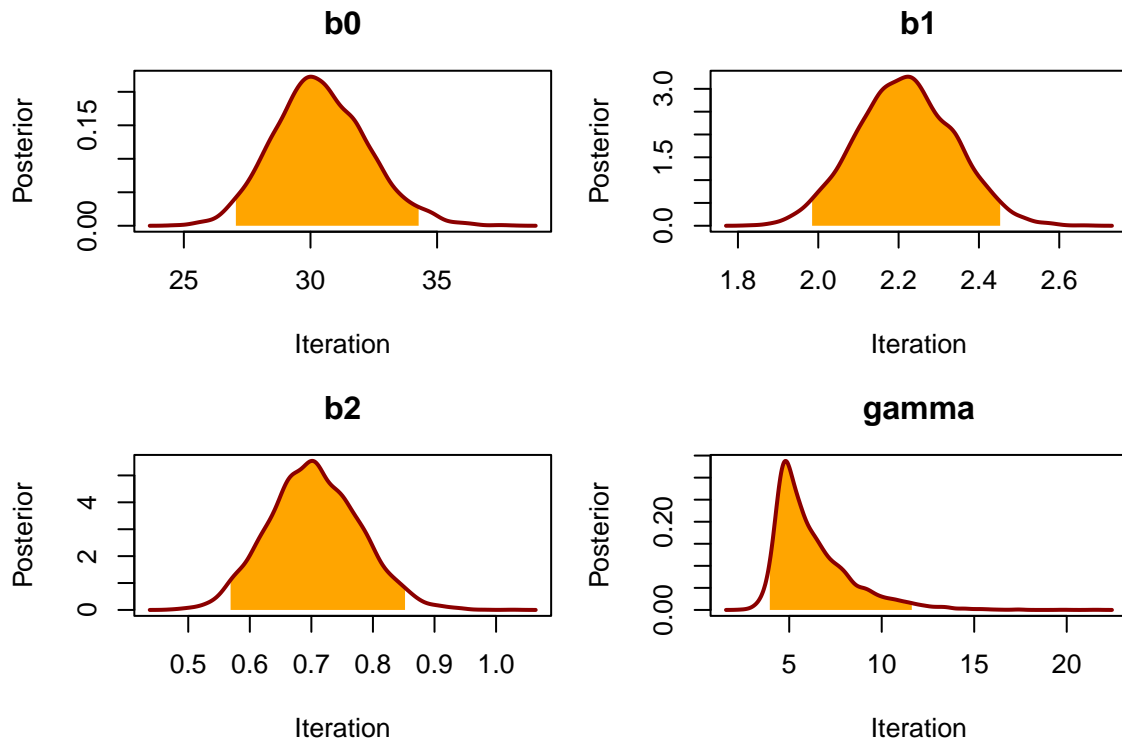 b0
Posterior
0.00 0.15
25 30 35
Iteration
b1
Posterior
0.0 1.5 3.0
1.8 2.0 2.2 2.4 2.6
Iteration
b2
Posterior
0 2 4
0.5 0.6 0.7 0.8 0.9 1.0
Iteration
gamma
Posterior
0.00 0.20
5 10 15 20
Iteration